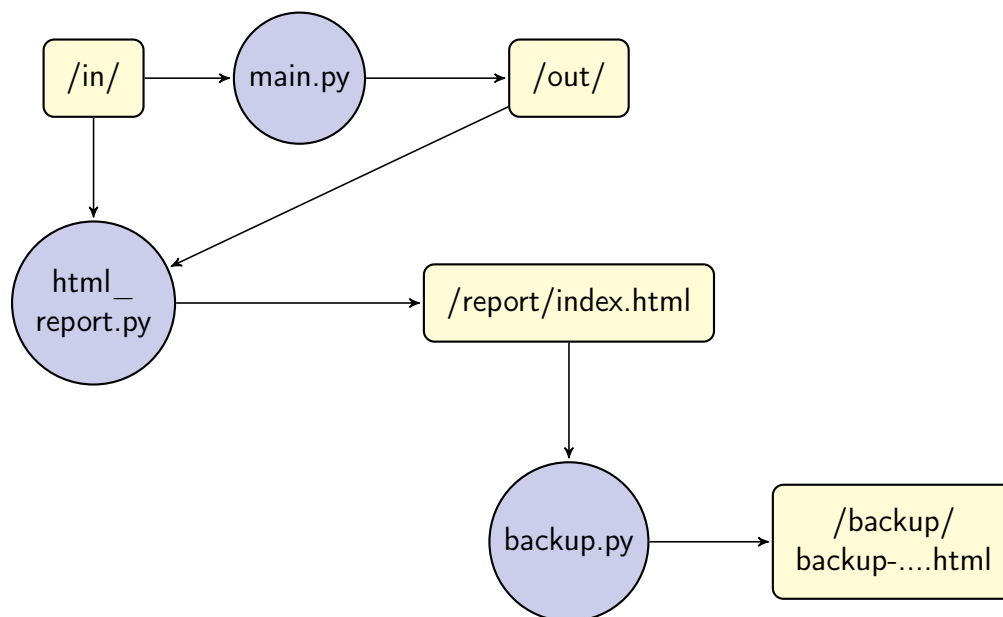 /in/
main.py
/out/
html_
report.py
/report/index.html
backup.py
/backup/
backup-....html